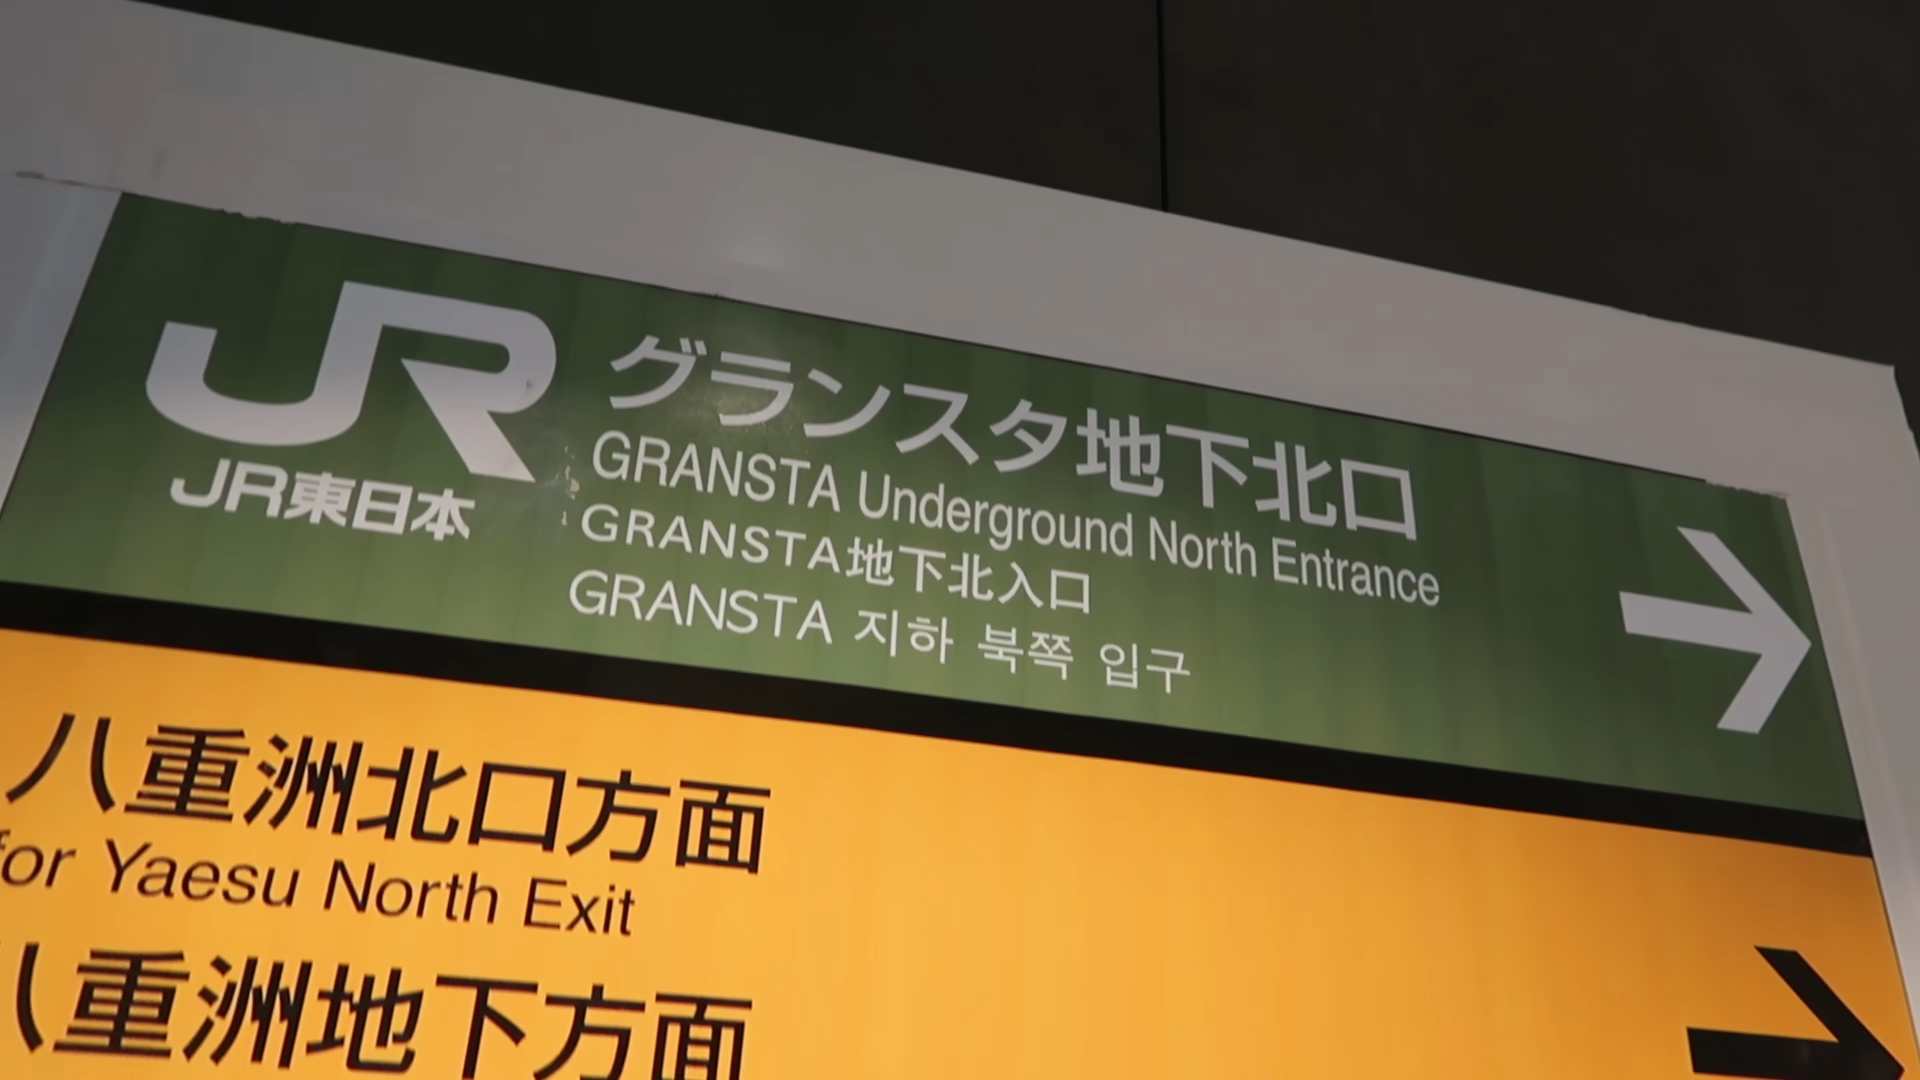 JR
JR東日本
グランスタ地下北口
GRANSTA Underground North Entrance
GRANSTA地下北入口
GRANSTA 지하 북쪽 입구
八重洲北口方面
for Yaesu North Exit
八重洲地下方面